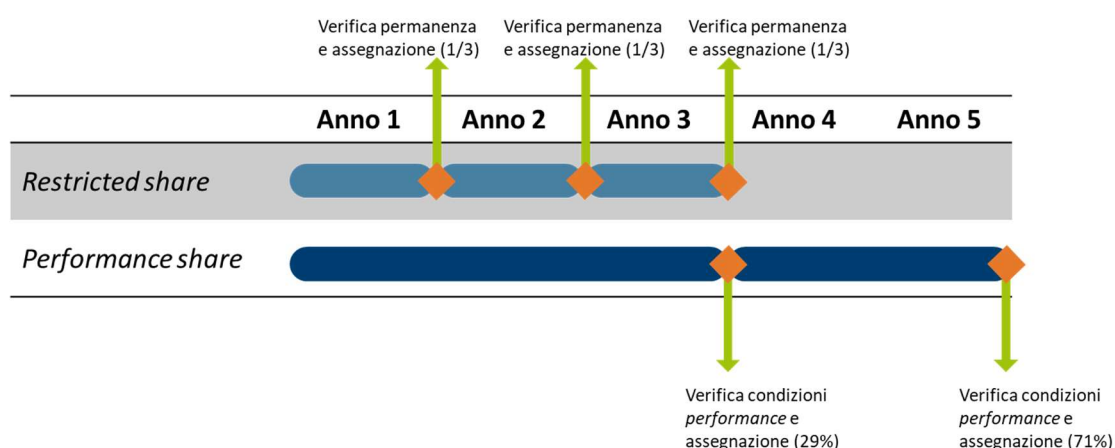 Verifica permanenza
e assegnazione (1/3)
Verifica permanenza
e assegnazione (1/3)
Verifica permanenza
e assegnazione (1/3)
Anno 1 Anno 2 Anno 3 Anno 4 Anno 5
Restricted share
Performance share
Verifica condizioni
performance e
assegnazione (29%)
Verifica condizioni
performance e
assegnazione (71%)